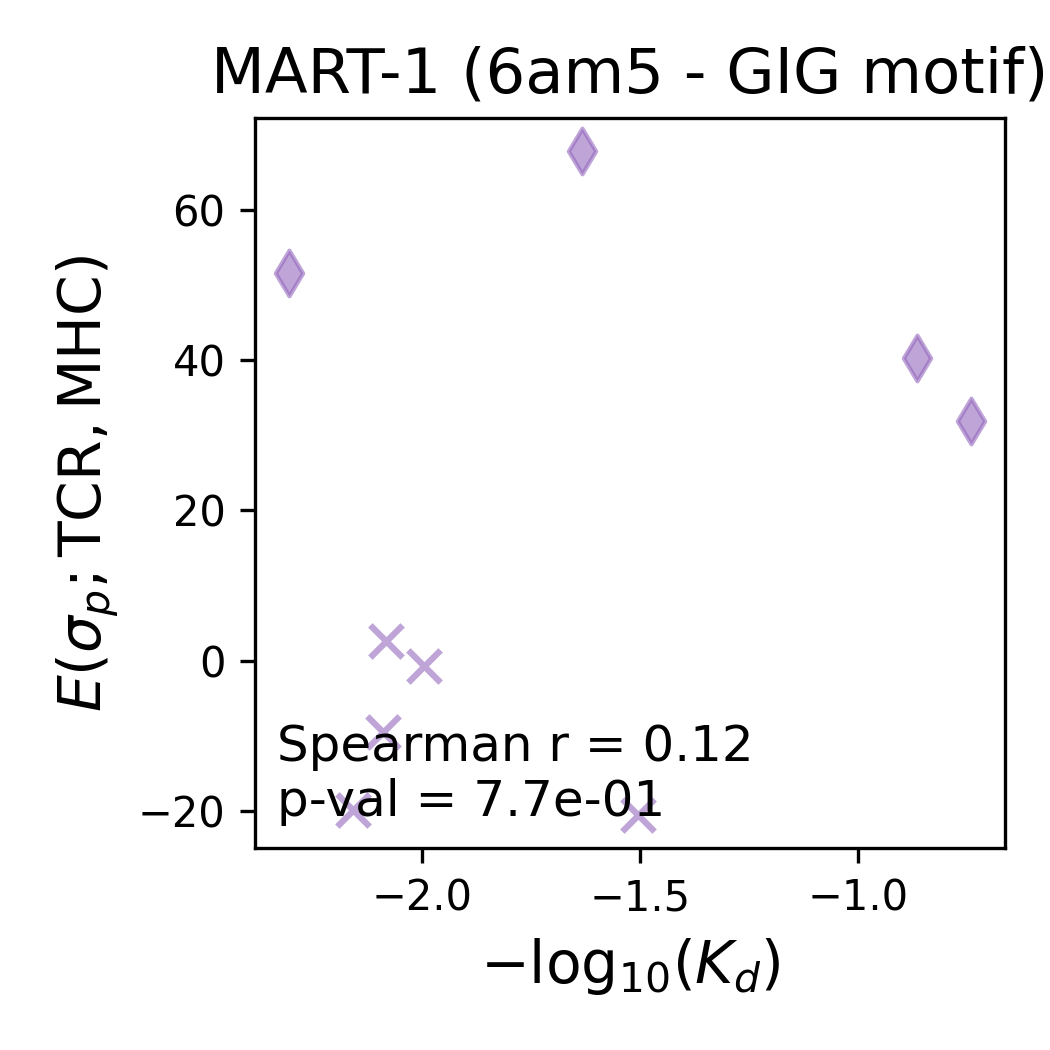 MART-1 (6am5 - GIG motif)
60
40
20
0
−20
E(σₚ; TCR, MHC)
Spearman r = 0.12
p-val = 7.7e-01
−2.0 −1.5 −1.0
−log₁₀(K_d)